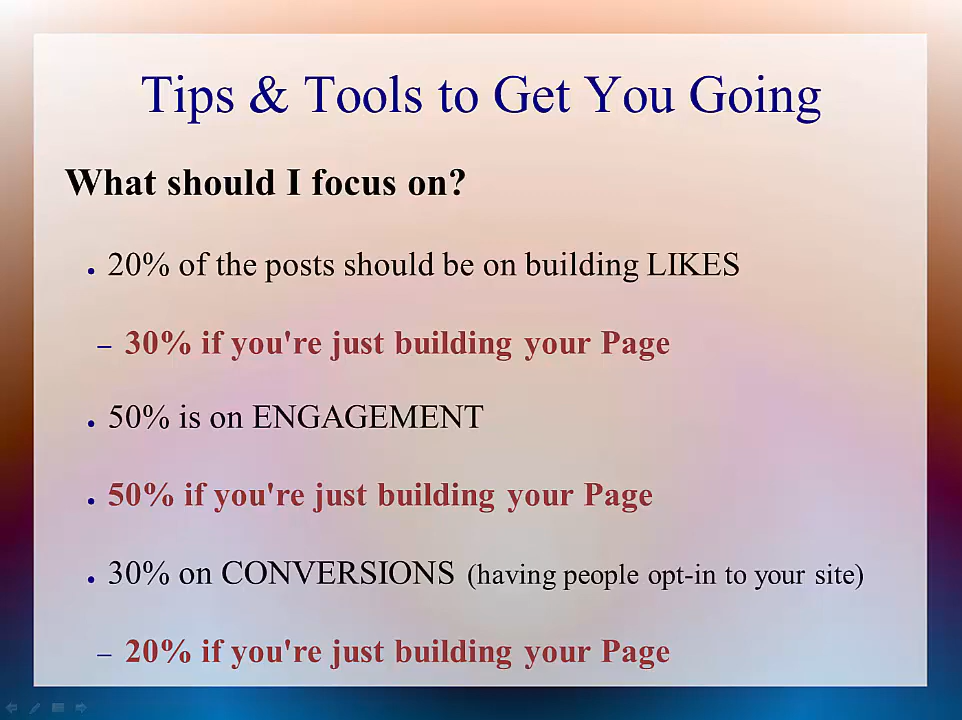 Tips & Tools to Get You Going
What should I focus on?
● 20% of the posts should be on building LIKES
– 30% if you're just building your Page
● 50% is on ENGAGEMENT
● 50% if you're just building your Page
● 30% on CONVERSIONS (having people opt-in to your site)
– 20% if you're just building your Page